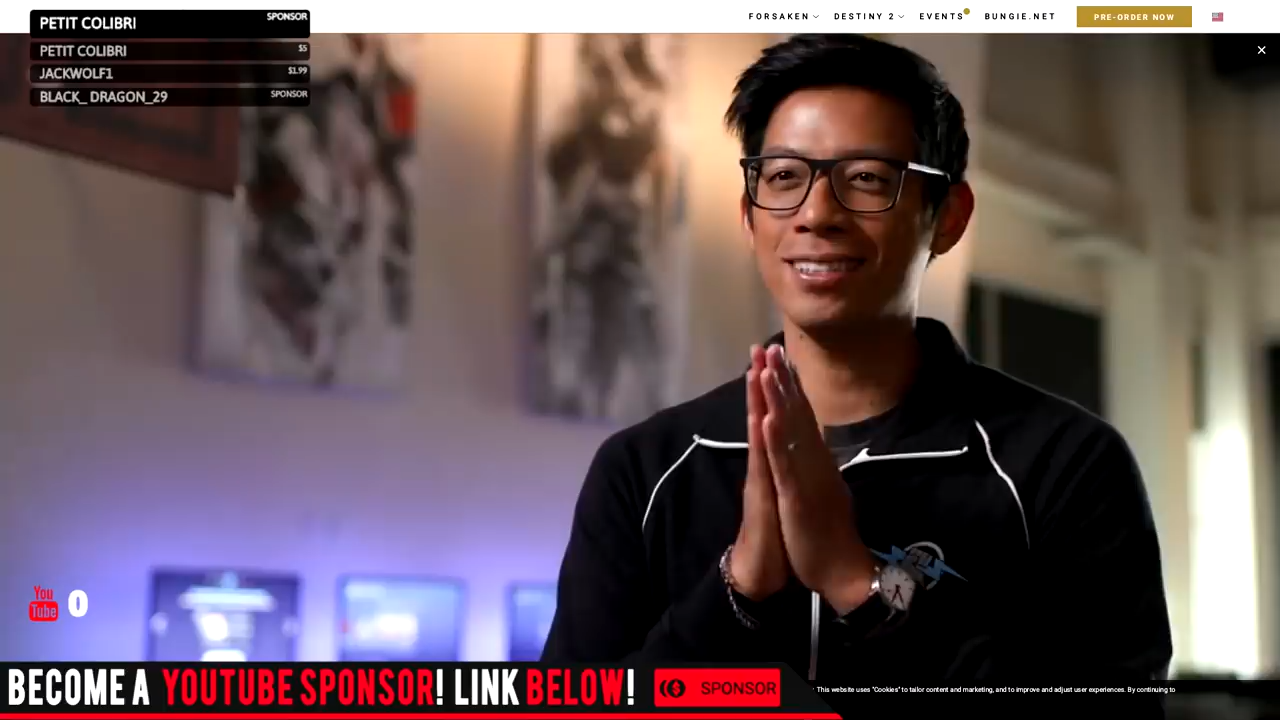 PETIT COLIBRI SPONSOR
PETIT COLIBRI $5
JACKWOLF1 $1.99
BLACK_DRAGON_29 SPONSOR
FORSAKEN DESTINY 2 EVENTS BUNGIE.NET PRE-ORDER NOW
You
Tube 0
BECOME A YOUTUBE SPONSOR! LINK BELOW! SPONSOR
This website uses "Cookies" to tailor content and marketing, and to improve and adjust user experiences. By continuing to